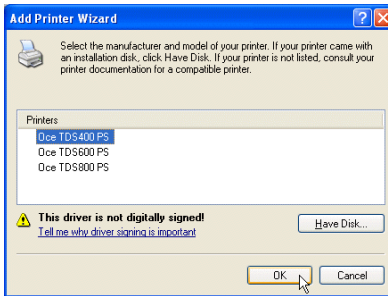 Add Printer Wizard
Select the manufacturer and model of your printer. If your printer came with
an installation disk, click Have Disk. If your printer is not listed, consult your
printer documentation for a compatible printer.
Printers
Oce TDS400 PS
Oce TDS600 PS
Oce TDS800 PS
This driver is not digitally signed!
Have Disk...
Tell me why driver signing is important
OK
Cancel